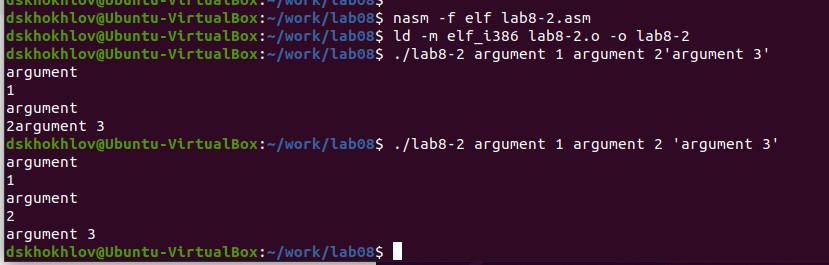 dskhokhlov@Ubuntu-VirtualBox:~/work/lab08$
dskhokhlov@Ubuntu-VirtualBox:~/work/lab08$ nasm -f elf lab8-2.asm
dskhokhlov@Ubuntu-VirtualBox:~/work/lab08$ ld -m elf_i386 lab8-2.o -o lab8-2
dskhokhlov@Ubuntu-VirtualBox:~/work/lab08$ ./lab8-2 argument 1 argument 2'argument 3'
argument
1
argument
2argument 3
dskhokhlov@Ubuntu-VirtualBox:~/work/lab08$ ./lab8-2 argument 1 argument 2 'argument 3'
argument
1
argument
2
argument 3
dskhokhlov@Ubuntu-VirtualBox:~/work/lab08$